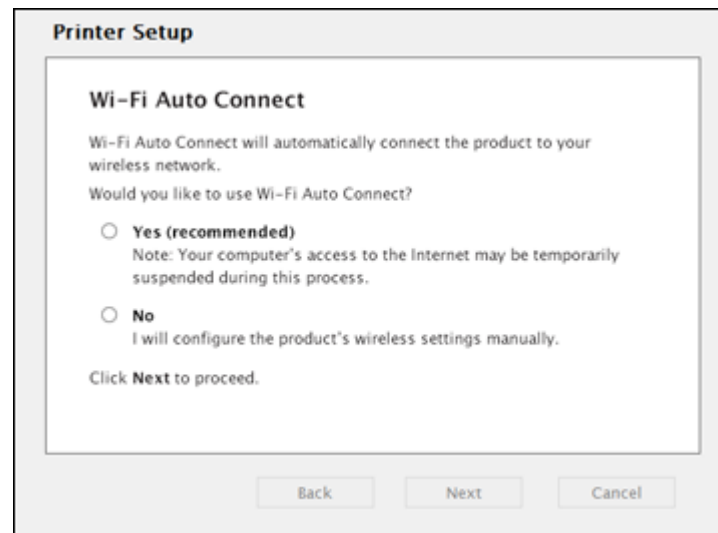 Printer Setup
Wi-Fi Auto Connect
Wi-Fi Auto Connect will automatically connect the product to your
wireless network.
Would you like to use Wi-Fi Auto Connect?
Yes (recommended)
Note: Your computer's access to the Internet may be temporarily
suspended during this process.
No
I will configure the product's wireless settings manually.
Click Next to proceed.
Back Next Cancel